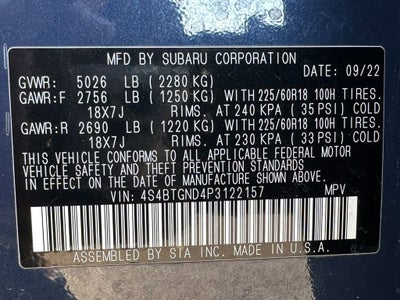 MFD BY SUBARU CORPORATION
DATE: 09/22
GVWR: 5026 LB (2280 KG)
GAWR:F 2756 LB (1250 KG) WITH 225/60R18 100H TIRES.
18X7J RIMS. AT 240 KPA (35 PSI) COLD
GAWR:R 2690 LB (1220 KG) WITH 225/60R18 100H TIRES.
18X7J RIMS. AT 230 KPA (33 PSI) COLD
THIS VEHICLE CONFORMS TO ALL APPLICABLE FEDERAL MOTOR
VEHICLE SAFETY AND THEFT PREVENTION STANDARDS
IN EFFECT ON THE DATE OF MANUFACTURE SHOWN ABOVE.
VIN: 4S4BTGND4P3122157 MPV
ASSEMBLED BY SIA INC. MADE IN U.S.A.